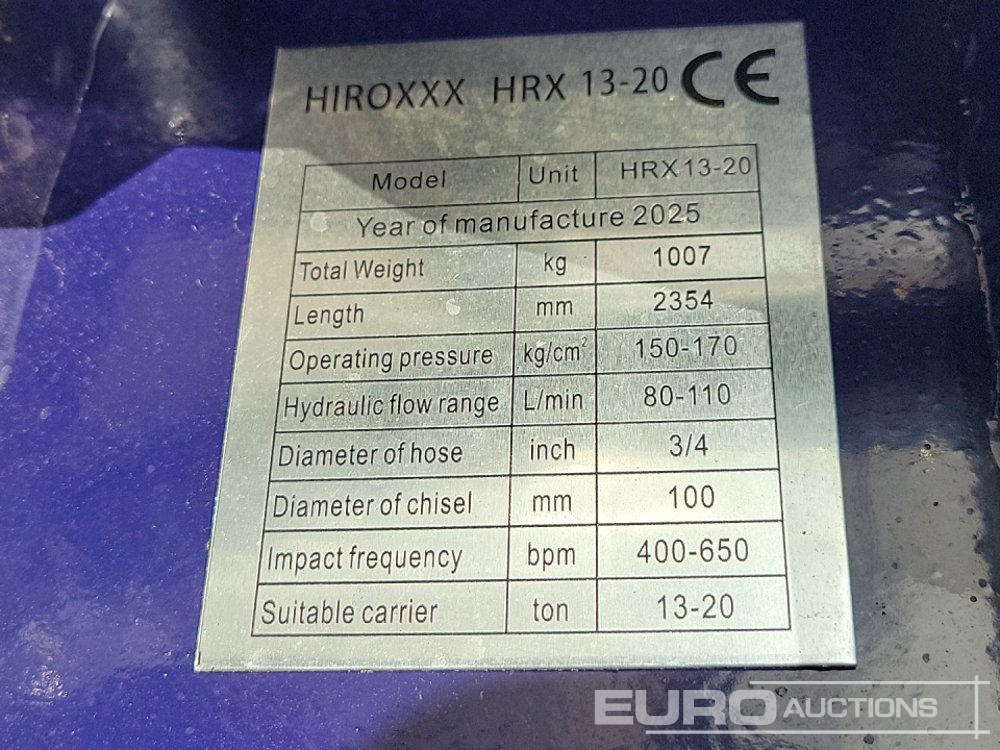 HIROXXX HRX 13-20 CE
Model Unit HRX 13-20
Year of manufacture 2025
Total Weight kg 1007
Length mm 2354
Operating pressure kg/cm² 150-170
Hydraulic flow range L/min 80-110
Diameter of hose inch 3/4
Diameter of chisel mm 100
Impact frequency bpm 400-650
Suitable carrier ton 13-20
EURO AUCTIONS